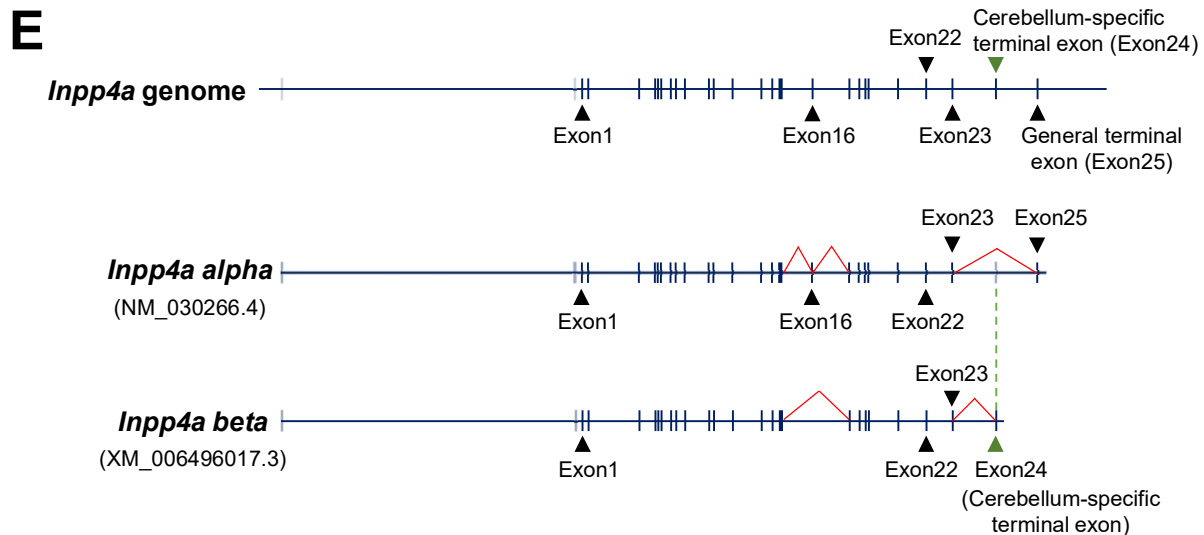 E
Cerebellum-specific
Exon22 terminal exon (Exon24)
Inpp4a genome
Exon1 Exon16 Exon23 General terminal
exon (Exon25)
Exon23 Exon25
Inpp4a alpha
(NM_030266.4)
Exon1 Exon16 Exon22
Exon23
Inpp4a beta
(XM_006496017.3)
Exon1 Exon22 Exon24
(Cerebellum-specific
terminal exon)